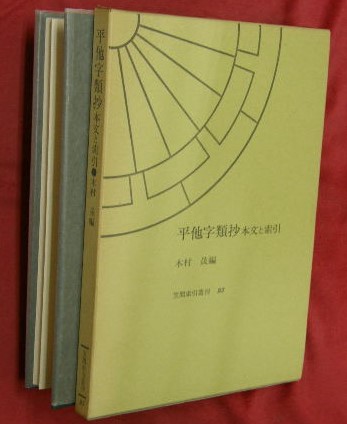 平他字類抄 本文と索引
木村 晟編
笠間索引叢刊
平他字類抄 本文と索引 ● 木村 晟 編